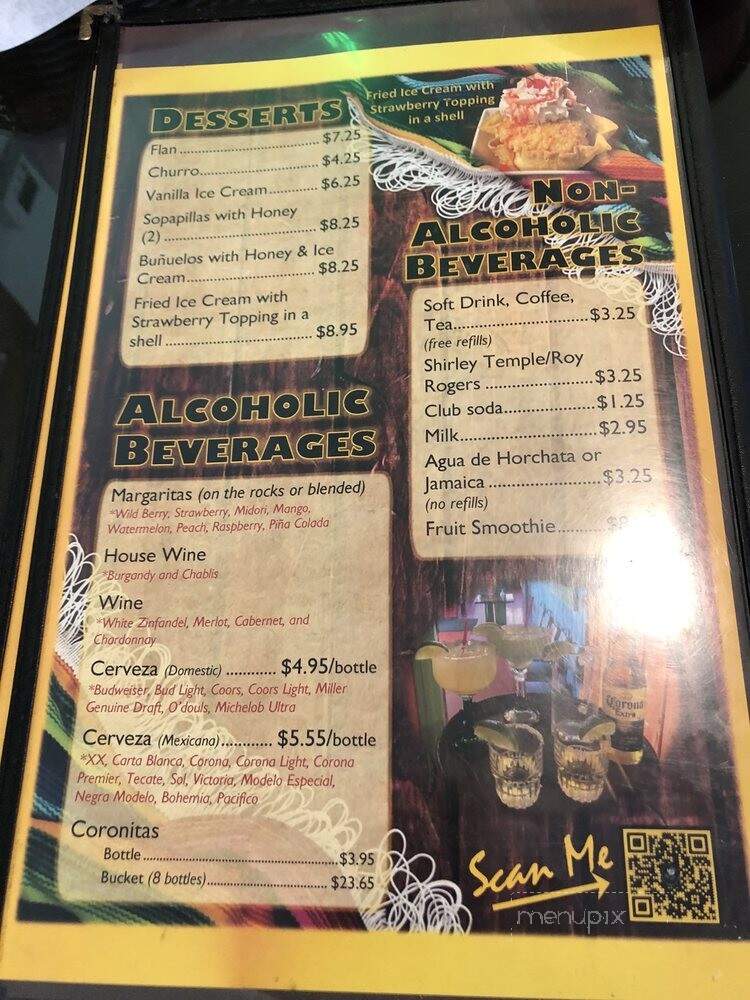 DESSERTS
Flan ........ $7.25
Churro ........ $4.25
Vanilla Ice Cream ........ $6.25
Sopapillas with Honey
(2) ........ $8.25
Buñuelos with Honey & Ice
Cream ........ $8.25
Fried Ice Cream with
Strawberry Topping in a
shell ........ $8.95
ALCOHOLIC
BEVERAGES
Margaritas (on the rocks or blended)
*Wild Berry, Strawberry, Midori, Mango,
Watermelon, Peach, Raspberry, Piña Colada
House Wine
*Burgandy and Chablis
Wine
*White Zinfandel, Merlot, Cabernet, and
Chardonnay
Cerveza (Domestic) ........ $4.95/bottle
*Budweiser, Bud Light, Coors, Coors Light, Miller
Genuine Draft, O'douls, Michelob Ultra
Cerveza (Mexicana) ........ $5.55/bottle
*XX, Carta Blanca, Corona, Corona Light, Corona
Premier, Tecate, Sol, Victoria, Modelo Especial,
Negra Modelo, Bohemia, Pacifico
Coronitas
Bottle ........ $3.95
Bucket (8 bottles) ........ $23.65
Fried Ice Cream with
Strawberry Topping
in a shell
NON-
ALCOHOLIC
BEVERAGES
Soft Drink, Coffee,
Tea ........ $3.25
(free refills)
Shirley Temple/Roy
Rogers ........ $3.25
Club soda ........ $1.25
Milk ........ $2.95
Agua de Horchata or
Jamaica ........ $3.25
(no refills)
Fruit Smoothie ........
Corona
Extra
Scan Me
menupix